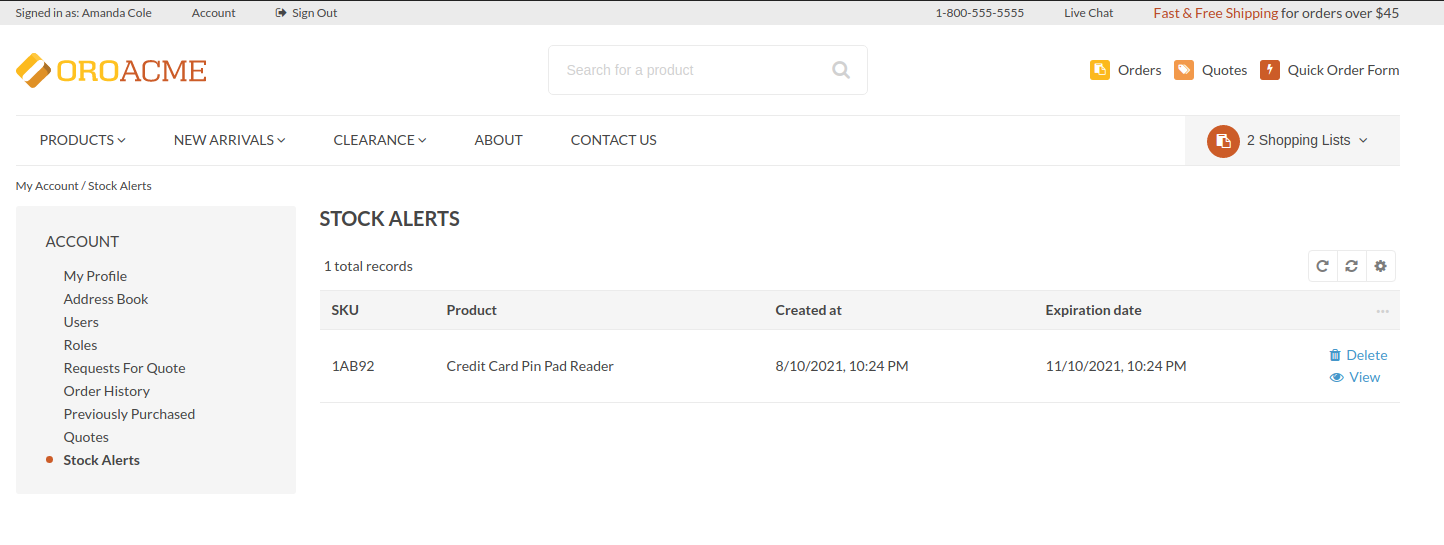 Signed in as: Amanda Cole Account Sign Out 1-800-555-5555 Live Chat Fast & Free Shipping for orders over $45
OROACME Search for a product Orders Quotes Quick Order Form
PRODUCTS NEW ARRIVALS CLEARANCE ABOUT CONTACT US 2 Shopping Lists
My Account / Stock Alerts
ACCOUNT
My Profile
Address Book
Users
Roles
Requests For Quote
Order History
Previously Purchased
Quotes
Stock Alerts
STOCK ALERTS
1 total records
SKU Product Created at Expiration date ...
1AB92 Credit Card Pin Pad Reader 8/10/2021, 10:24 PM 11/10/2021, 10:24 PM Delete
View